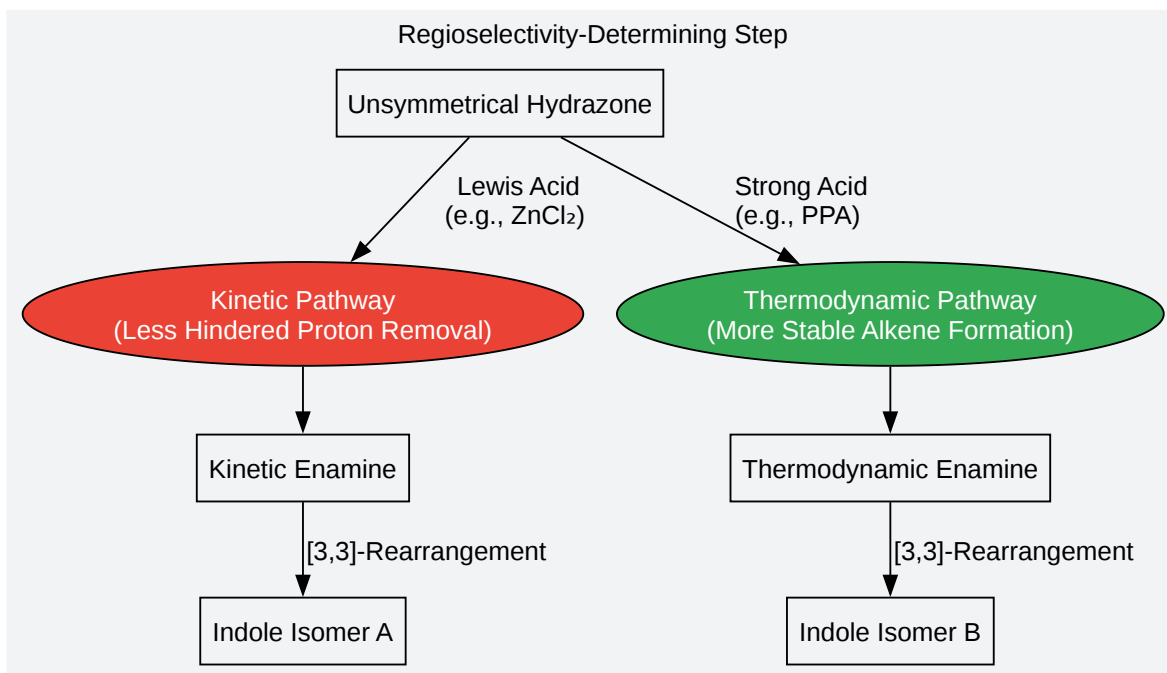 Regioselectivity-Determining Step
Unsymmetrical Hydrazone
Lewis Acid
(e.g., ZnCl₂)
Strong Acid
(e.g., PPA)
Kinetic Pathway
(Less Hindered Proton Removal)
Thermodynamic Pathway
(More Stable Alkene Formation)
Kinetic Enamine
Thermodynamic Enamine
[3,3]-Rearrangement
[3,3]-Rearrangement
Indole Isomer A
Indole Isomer B